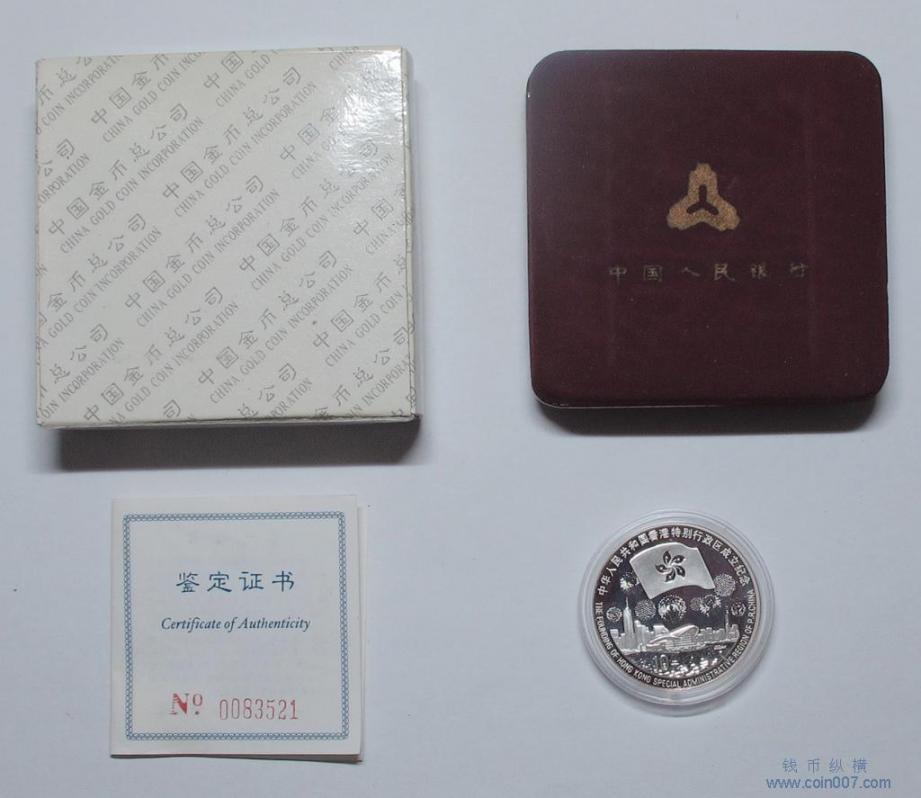 中国金币总公司
CHINA GOLD COIN INCORPORATION
中国人民银行
鉴定证书
Certificate of Authenticity
Nº 0083521
中华人民共和国香港特别行政区成立纪念
THE FOUNDING OF HONG KONG SPECIAL ADMINISTRATIVE REGION OF P.R.CHINA
10元
钱币纵横
www.coin007.com